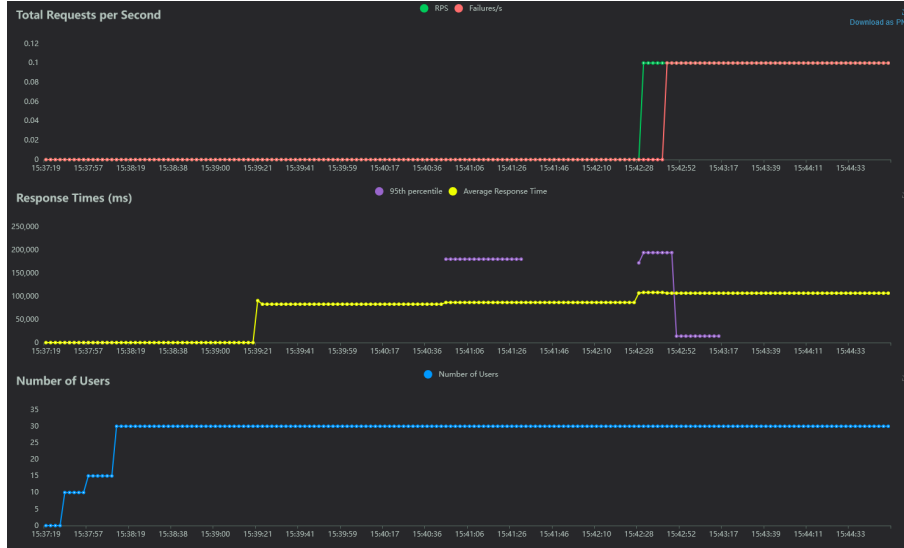 Total Requests per Second
RPS Failures/s
Download as PN
0.12
0.1
0.08
0.06
0.04
0.02
0
15:37:19 15:37:57 15:38:19 15:38:38 15:39:00 15:39:21 15:39:41 15:39:59 15:40:17 15:40:36 15:41:06 15:41:26 15:41:46 15:42:10 15:42:28 15:42:52 15:43:17 15:43:39 15:44:11 15:44:33
Response Times (ms)
95th percentile Average Response Time
250,000
200,000
150,000
100,000
50,000
0
15:37:19 15:37:57 15:38:19 15:38:38 15:39:00 15:39:21 15:39:41 15:39:59 15:40:17 15:40:36 15:41:06 15:41:26 15:41:46 15:42:10 15:42:28 15:42:52 15:43:17 15:43:39 15:44:11 15:44:33
Number of Users
Number of Users
35
30
25
20
15
10
5
0
15:37:19 15:37:57 15:38:19 15:38:38 15:39:00 15:39:21 15:39:41 15:39:59 15:40:17 15:40:36 15:41:06 15:41:26 15:41:46 15:42:10 15:42:28 15:42:52 15:43:17 15:43:39 15:44:11 15:44:33